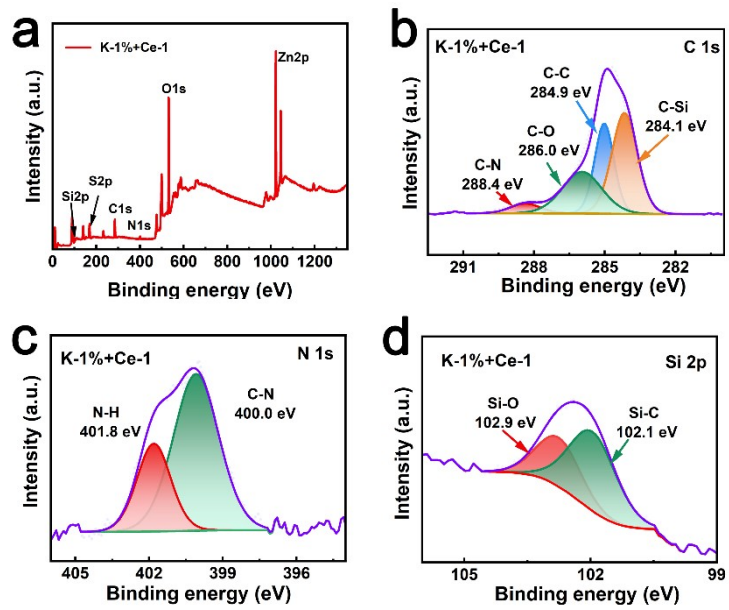 a
K-1%+Ce-1
Zn2p
O1s
S2p
Si2p
C1s
N1s
Intensity (a.u.)
0 200 400 600 800 1000 1200
Binding energy (eV)
b
K-1%+Ce-1
C 1s
C-C
284.9 eV
C-Si
284.1 eV
C-O
286.0 eV
C-N
288.4 eV
Intensity (a.u.)
291 288 285 282
Binding energy (eV)
c
K-1%+Ce-1
N 1s
C-N
400.0 eV
N-H
401.8 eV
Intensity (a.u.)
405 402 399 396
Binding energy (eV)
d
K-1%+Ce-1
Si 2p
Si-O
102.9 eV
Si-C
102.1 eV
Intensity (a.u.)
105 102 99
Binding energy (eV)